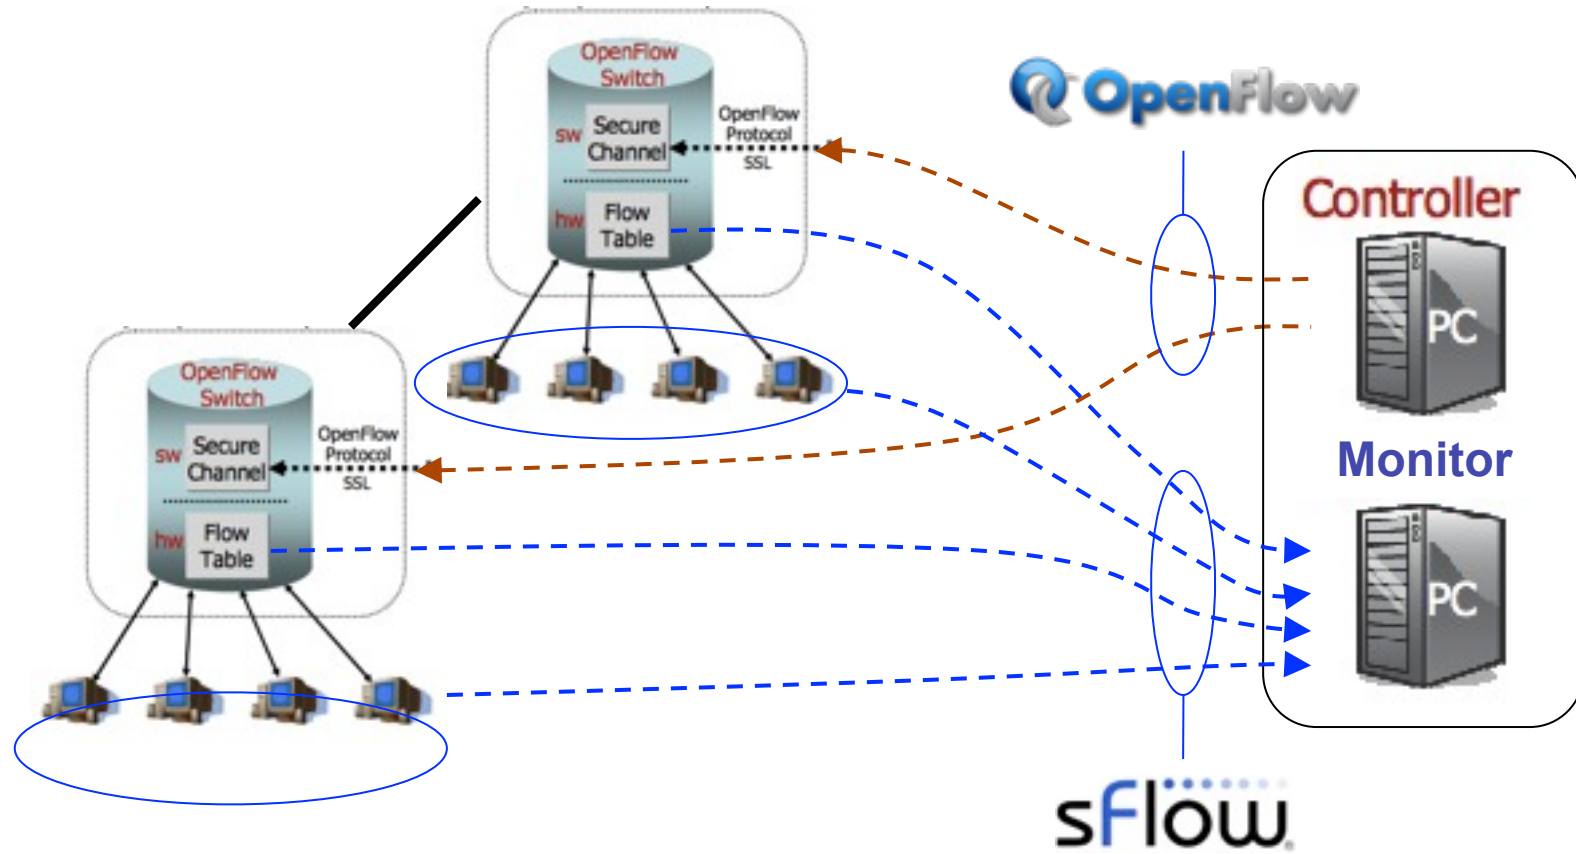 OpenFlow
Switch
sw
Secure
Channel
OpenFlow
Protocol
SSL
hw
Flow
Table
OpenFlow
Controller
PC
OpenFlow
Switch
sw
Secure
Channel
OpenFlow
Protocol
SSL
hw
Flow
Table
Monitor
PC
sFlow